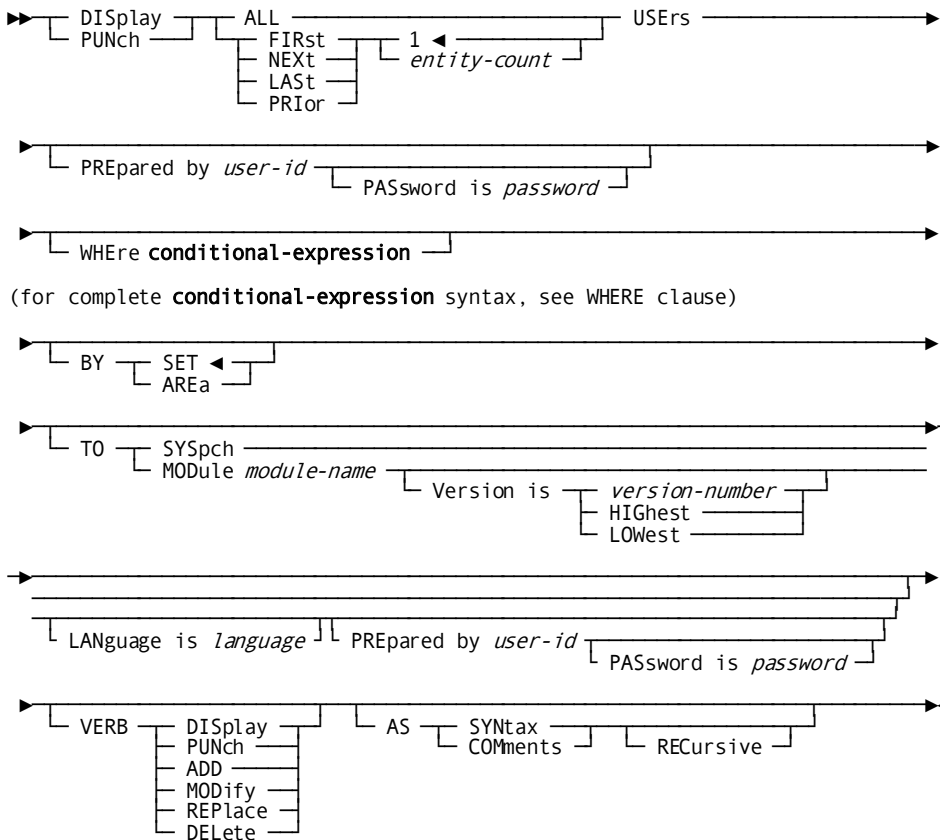 DISplay ALL USErs
PUNch FIRst 1
NEXt entity-count
LASt
PRIor
PREpared by user-id
PASsword is password
WHEre conditional-expression
(for complete conditional-expression syntax, see WHERE clause)
BY SET
AREa
TO SYSpch
MODule module-name
Version is version-number
HIGhest
LOWest
LANguage is language PREpared by user-id
PASsword is password
VERB DISplay AS SYNtax
PUNch COMments RECursive
ADD
MODify
REPlace
DELete